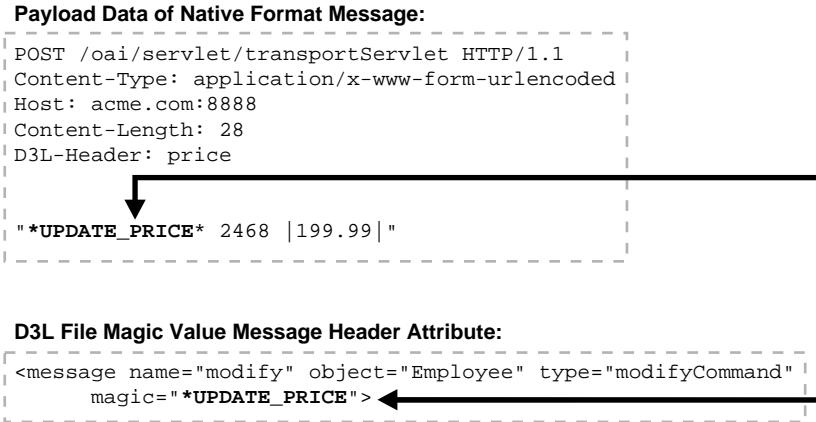 Payload Data of Native Format Message:
POST /oai/servlet/transportServlet HTTP/1.1
Content-Type: application/x-www-form-urlencoded
Host: acme.com:8888
Content-Length: 28
D3L-Header: price
"*UPDATE_PRICE* 2468 |199.99|"
D3L File Magic Value Message Header Attribute:
<message name="modify" object="Employee" type="modifyCommand"
magic="*UPDATE_PRICE">